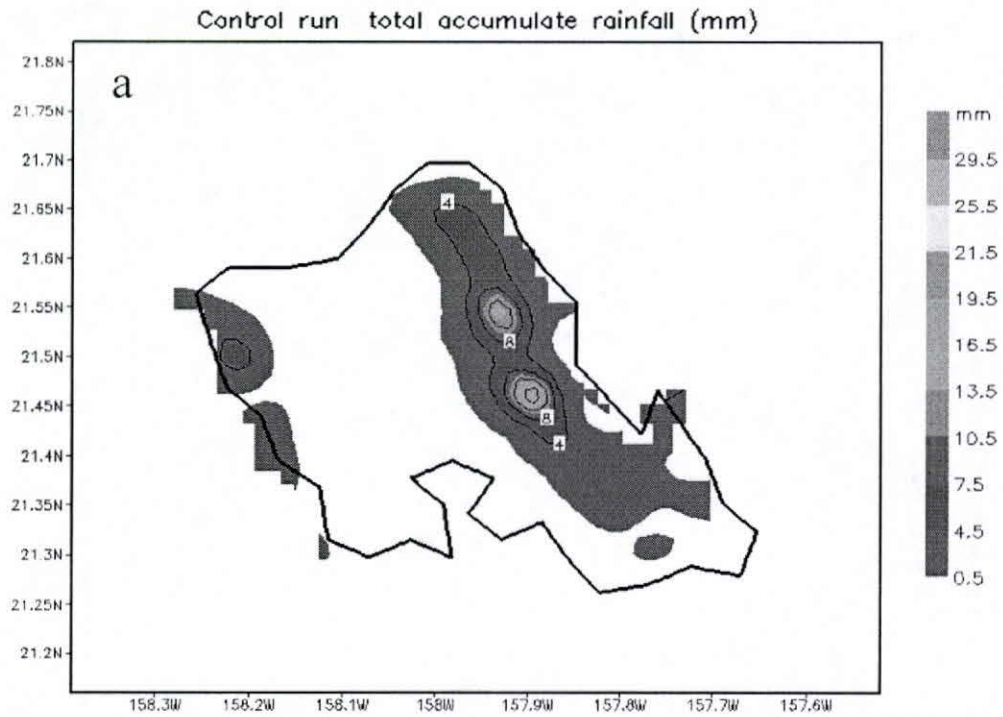 Control run total accumulate rainfall (mm)
a
21.8N
21.75N
21.7N
21.65N
21.6N
21.55N
21.5N
21.45N
21.4N
21.35N
21.3N
21.25N
21.2N
158.3W 158.2W 158.1W 158W 157.9W 157.8W 157.7W 157.6W
4
8
8
4
mm
29.5
25.5
21.5
19.5
16.5
13.5
10.5
7.5
4.5
0.5